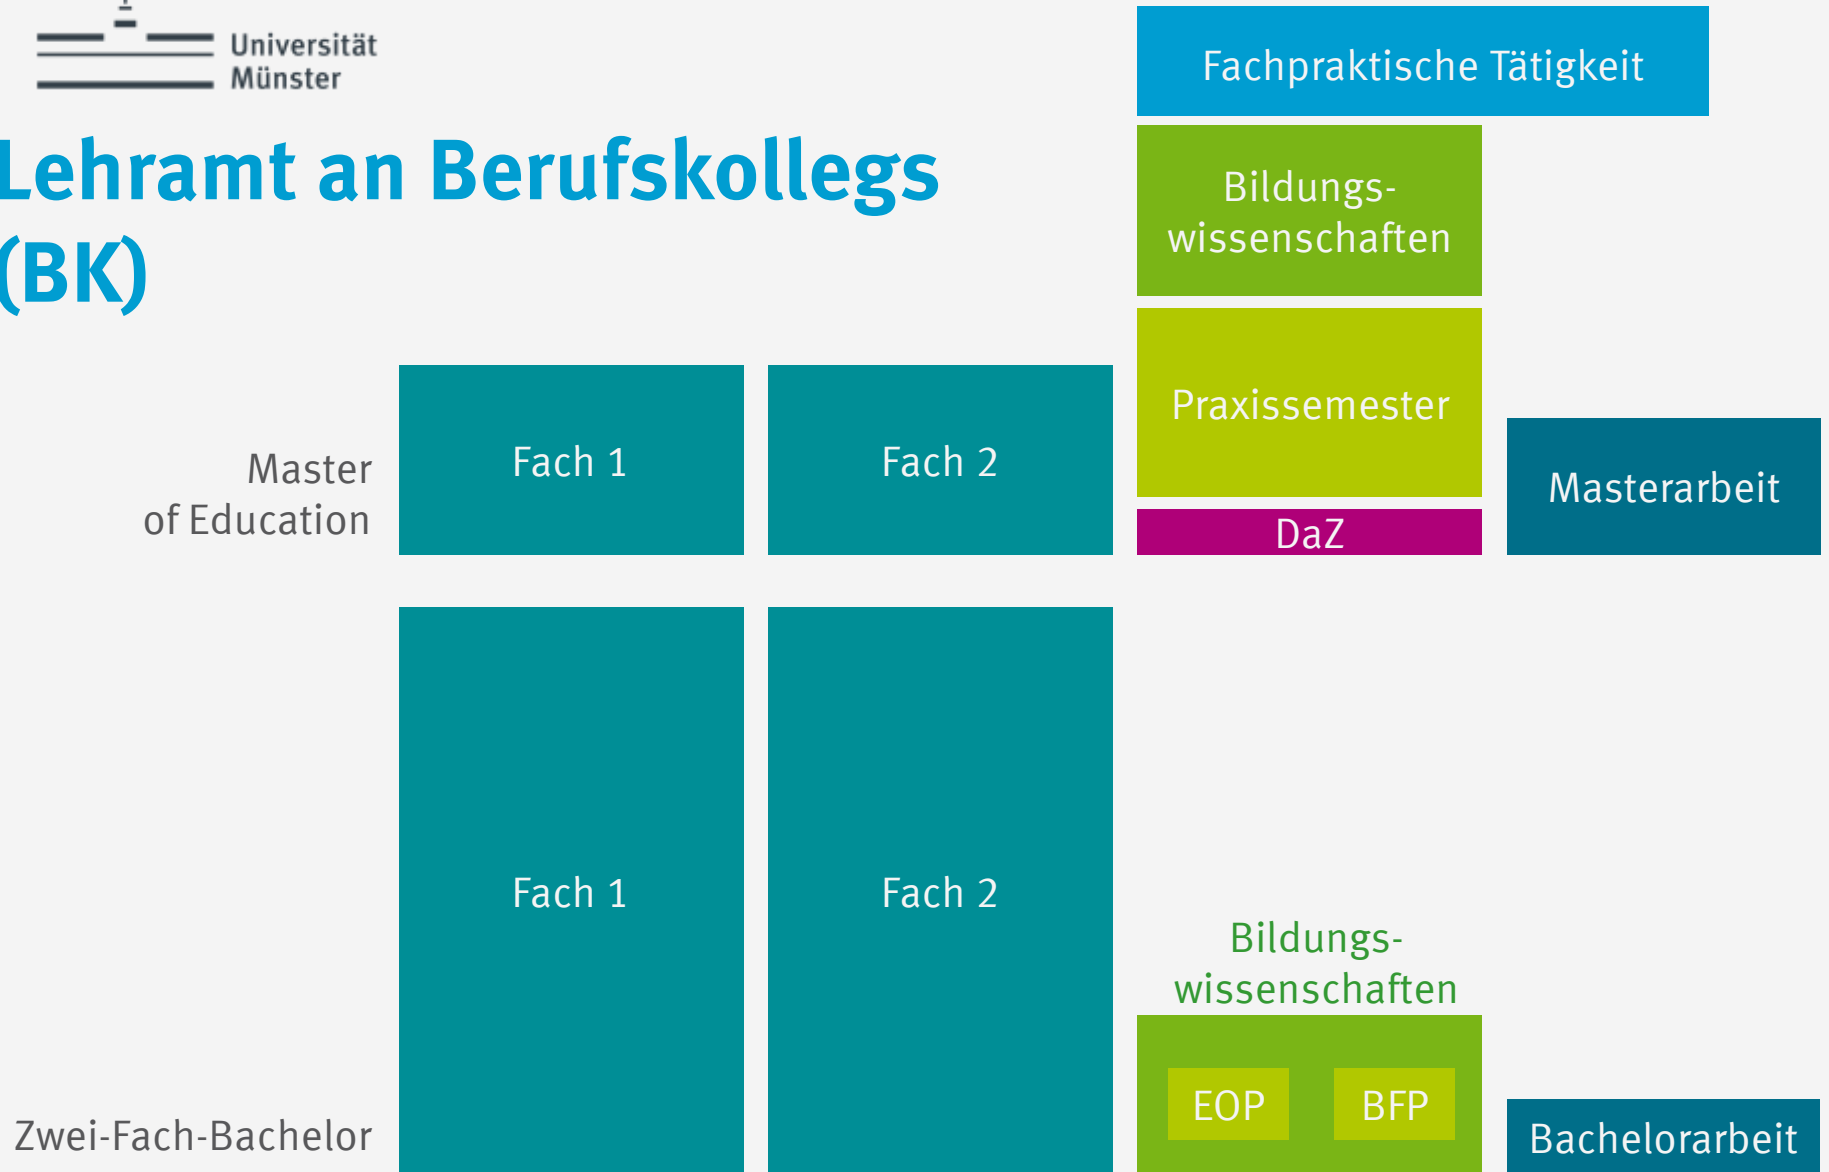 Universität
Münster
Fachpraktische Tätigkeit
Lehramt an Berufskollegs
(BK)
Bildungs-
wissenschaften
Praxissemester
Master
of Education
Fach 1
Fach 2
DaZ
Masterarbeit
Fach 1
Fach 2
Bildungs-
wissenschaften
EOP
BFP
Zwei-Fach-Bachelor
Bachelorarbeit